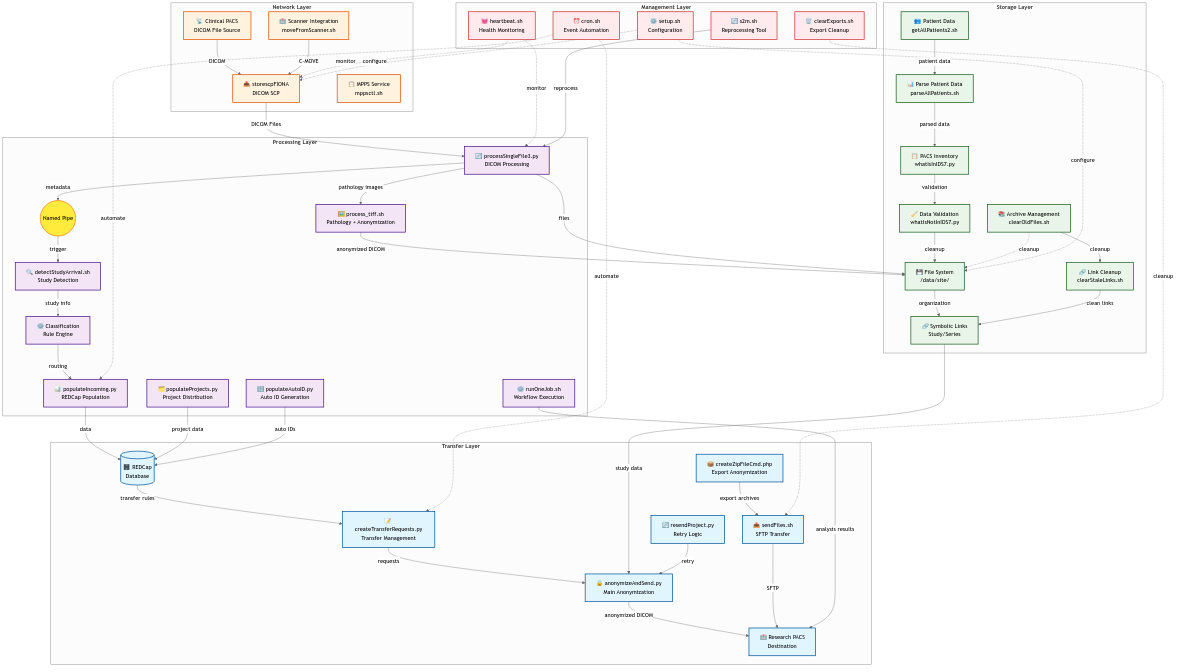 Network Layer
📡 Clinical PACS
DICOM File Source
🏥 Scanner Integration
moveFromScanner.sh
DICOM
C-MOVE
monitor
configure
📥 storescpFIONA
DICOM SCP
📋 MPPS Service
mppsctl.sh
DICOM Files
Management Layer
💓 heartbeat.sh
Health Monitoring
⏰ cron.sh
Event Automation
⚙️ setup.sh
Configuration
🔄 s2m.sh
Reprocessing Tool
🗑️ clearExports.sh
Export Cleanup
monitor
reprocess
Storage Layer
👥 Patient Data
getAllPatients2.sh
patient data
📊 Parse Patient Data
parseAllPatients.sh
parsed data
📋 PACS Inventory
whatIsInIDS7.py
configure
validation
🧹 Data Validation
whatIsNotInIDS7.py
📚 Archive Management
clearOldFiles.sh
cleanup
cleanup
cleanup
cleanup
💾 File System
/data/site/
🔗 Link Cleanup
clearStaleLinks.sh
organization
clean links
🔗 Symbolic Links
Study/Series
Processing Layer
🔄 processSingleFile3.py
DICOM Processing
metadata
pathology images
Named Pipe
automate
🖼️ process_tiff.sh
Pathology + Anonymization
files
trigger
anonymized DICOM
🔍 detectStudyArrival.sh
Study Detection
automate
study info
⚙️ Classification
Rule Engine
routing
📊 populateIncoming.py
REDCap Population
🗂️ populateProjects.py
Project Distribution
🔢 populateAutoID.py
Auto ID Generation
⚙️ runOneJob.sh
Workflow Execution
data
project data
auto IDs
Transfer Layer
🗄️ REDCap
Database
study data
📦 createZipFileCmd.php
Export Anonymization
transfer rules
export archives
📝
createTransferRequests.py
Transfer Management
🔄 resendProject.py
Retry Logic
📤 sendFiles.sh
SFTP Transfer
analysis results
requests
retry
🔒 anonymizeAndSend.py
Main Anonymization
SFTP
anonymized DICOM
🏥 Research PACS
Destination